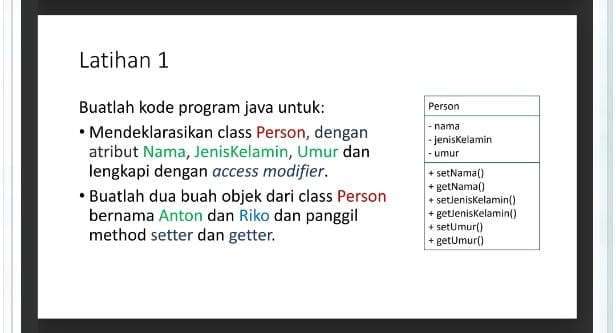 Latihan 1
Buatlah kode program java untuk:
• Mendeklarasikan class Person, dengan
atribut Nama, JenisKelamin, Umur dan
lengkapi dengan access modifier.
• Buatlah dua buah objek dari class Person
bernama Anton dan Riko dan panggil
method setter dan getter.
Person
- nama
- jenisKelamin
- umur
+ setNama()
+ getNama()
+ setJenisKelamin()
+ getJenisKelamin()
+ setUmur()
+ getUmur()